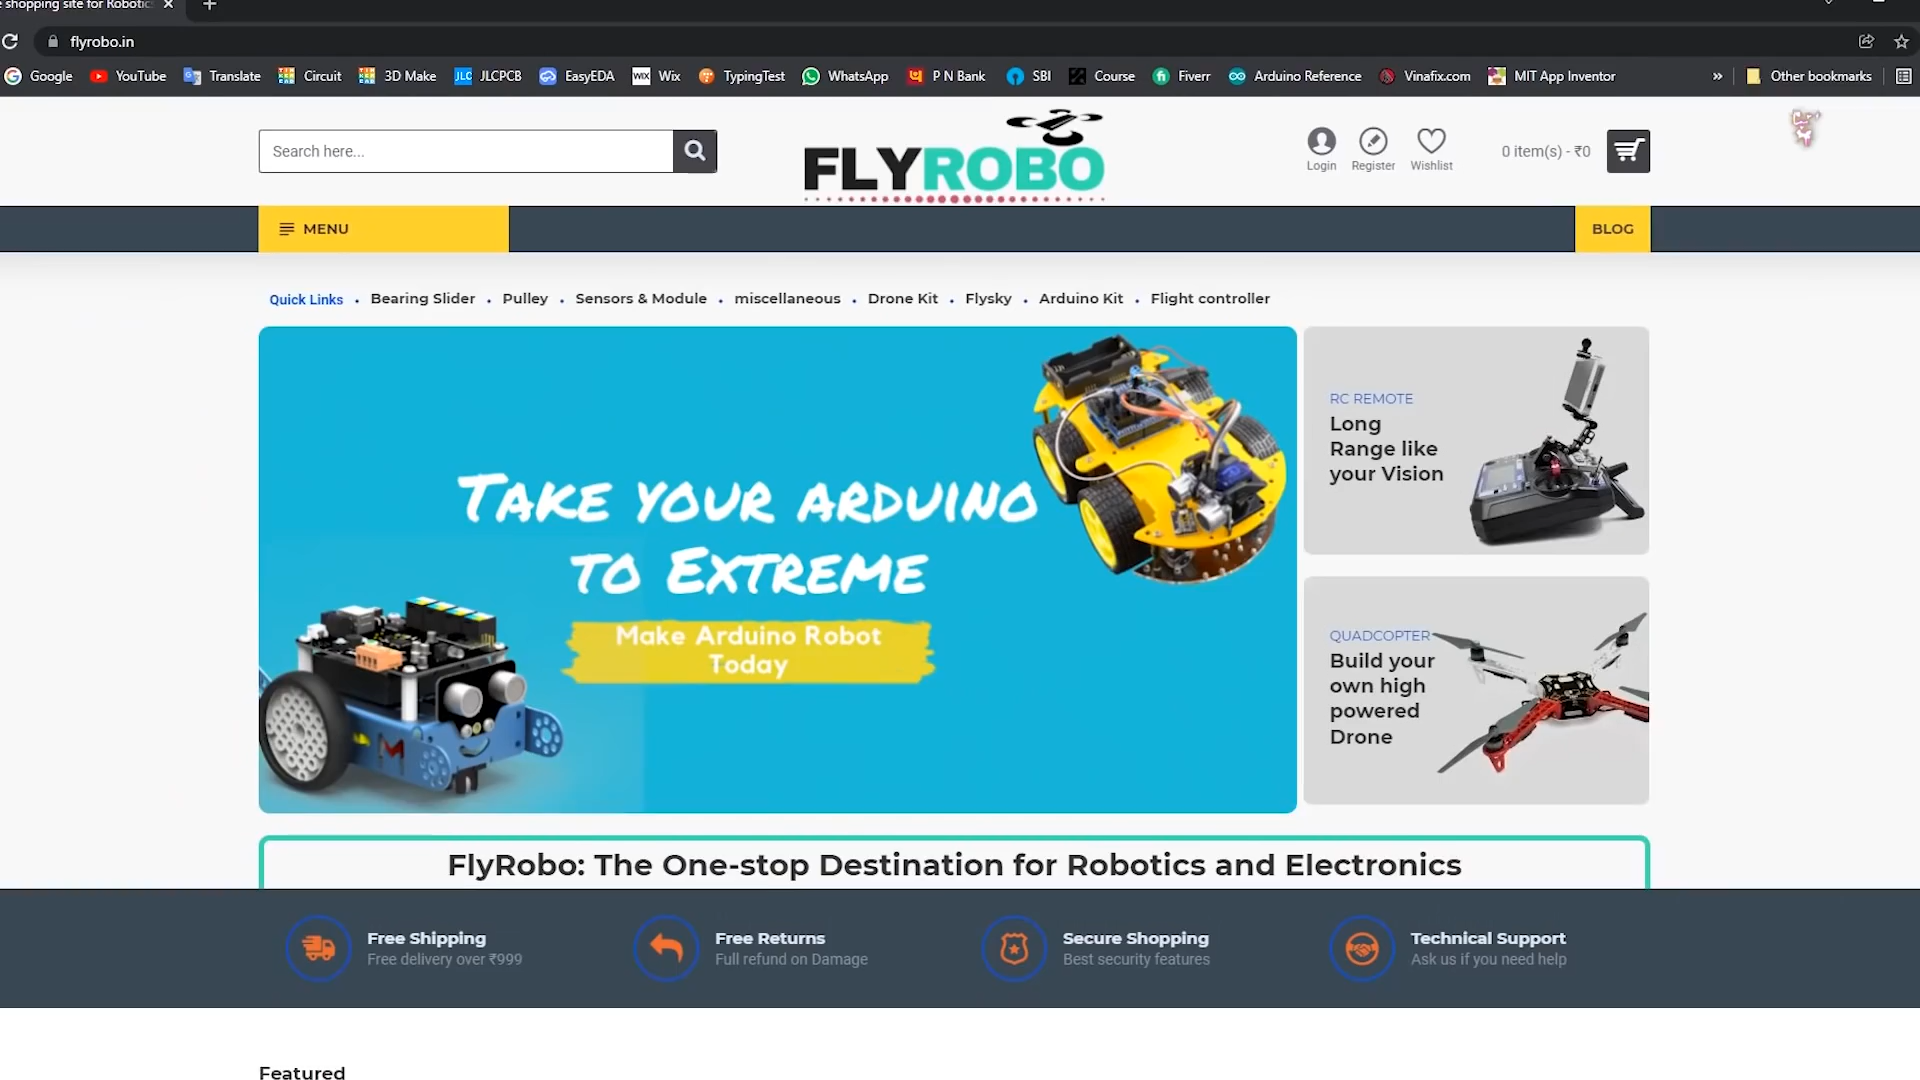 shopping site for Robotics
flyrobo.in
Google YouTube Translate Circuit 3D Make JLCPCB EasyEDA Wix TypingTest WhatsApp P N Bank SBI Course Fiverr Arduino Reference Vinafix.com MIT App Inventor » Other bookmarks
Search here...
FLYROBO
Login Register Wishlist
0 item(s) - ₹0
MENU
BLOG
Quick Links • Bearing Slider • Pulley • Sensors & Module • miscellaneous • Drone Kit • Flysky • Arduino Kit • Flight controller
TAKE YOUR ARDUINO
TO EXTREME
Make Arduino Robot
Today
RC REMOTE
Long
Range like
your Vision
QUADCOPTER
Build your
own high
powered
Drone
FlyRobo: The One-stop Destination for Robotics and Electronics
Free Shipping
Free delivery over ₹999
Free Returns
Full refund on Damage
Secure Shopping
Best security features
Technical Support
Ask us if you need help
Featured